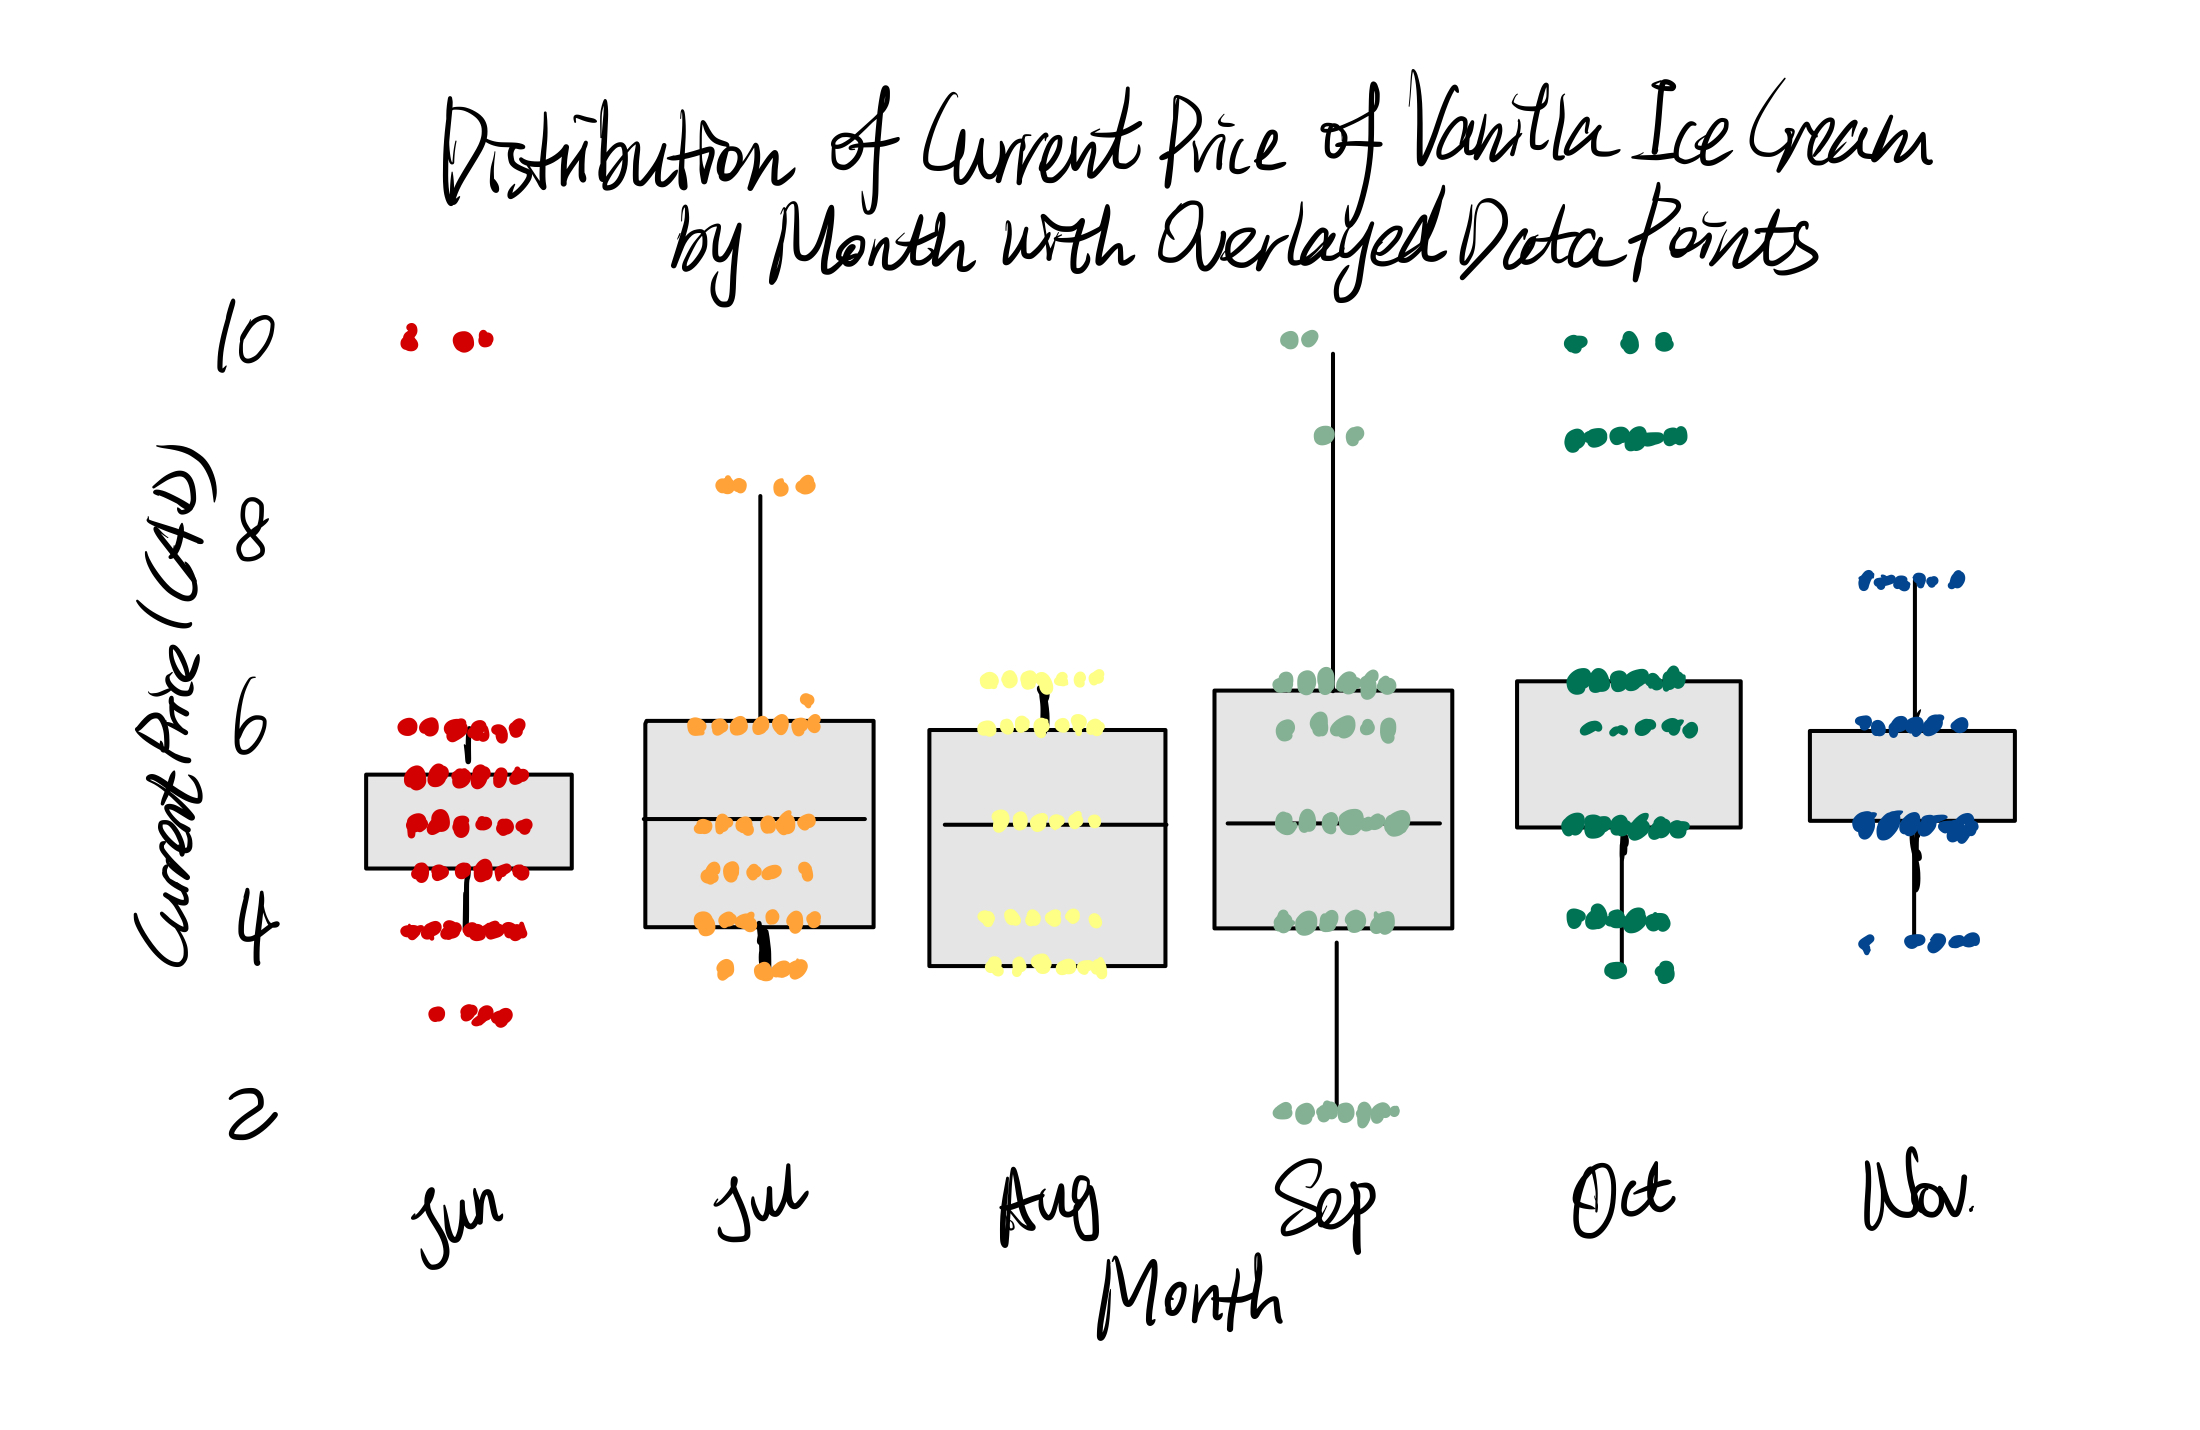 Distribution of Current Price of Vanilla Ice Cream
by Month with Overlayed Data Points
10
8
6
4
2
Current Price (CAD)
Jun Jul Aug Sep Oct Nov.
Month